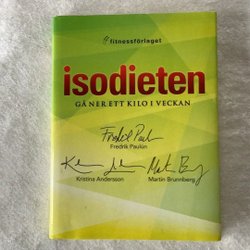 fitnessförlaget
isodieten
GÅ NER ETT KILO I VECKAN
Fredrik Paulún
Kristina Andersson
Martin Brunnberg